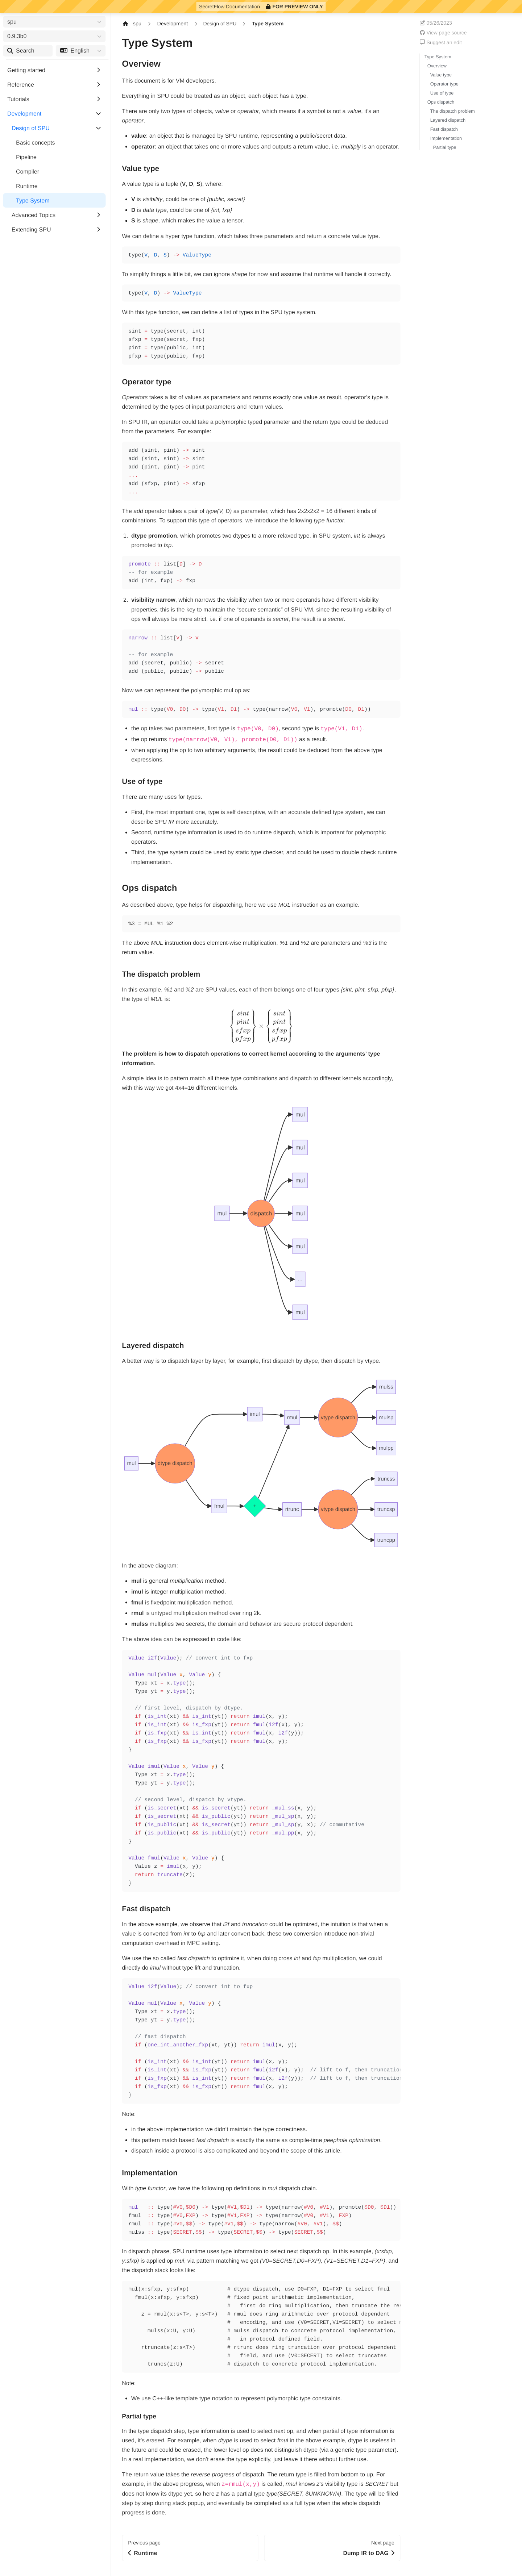 SecretFlow Documentation FOR PREVIEW ONLY
spu
0.9.3b0
Search English
Getting started
Reference
Tutorials
Development
Design of SPU
Basic concepts
Pipeline
Compiler
Runtime
Type System
Advanced Topics
Extending SPU
spu Development Design of SPU Type System
Type System
Overview
This document is for VM developers.
Everything in SPU could be treated as an object, each object has a type.
There are only two types of objects, value or operator, which means if a symbol is not a value, it's an
operator.
• value: an object that is managed by SPU runtime, representing a public/secret data.
• operator: an object that takes one or more values and outputs a return value, i.e. multiply is an operator.
Value type
A value type is a tuple (V, D, S), where:
• V is visibility, could be one of {public, secret}
• D is data type, could be one of {int, fxp}
• S is shape, which makes the value a tensor.
We can define a hyper type function, which takes three parameters and return a concrete value type.
type(V, D, S) -> ValueType
To simplify things a little bit, we can ignore shape for now and assume that runtime will handle it correctly.
type(V, D) -> ValueType
With this type function, we can define a list of types in the SPU type system.
sint = type(secret, int)
sfxp = type(secret, fxp)
pint = type(public, int)
pfxp = type(public, fxp)
Operator type
Operators takes a list of values as parameters and returns exactly one value as result, operator's type is
determined by the types of input parameters and return values.
In SPU IR, an operator could take a polymorphic typed parameter and the return type could be deduced
from the parameters. For example:
add (sint, pint) -> sint
add (sint, sint) -> sint
add (pint, pint) -> pint
...
add (sfxp, pint) -> sfxp
...
The add operator takes a pair of type(V, D) as parameter, which has 2x2x2x2 = 16 different kinds of
combinations. To support this type of operators, we introduce the following type functor.
1. dtype promotion, which promotes two dtypes to a more relaxed type, in SPU system, int is always
promoted to fxp.
promote :: list[D] -> D
-- for example
add (int, fxp) -> fxp
2. visibility narrow, which narrows the visibility when two or more operands have different visibility
properties, this is the key to maintain the "secure semantic" of SPU VM, since the resulting visibility of
ops will always be more strict. i.e. if one of operands is secret, the result is a secret.
narrow :: list[V] -> V
-- for example
add (secret, public) -> secret
add (public, public) -> public
Now we can represent the polymorphic mul op as:
mul :: type(V0, D0) -> type(V1, D1) -> type(narrow(V0, V1), promote(D0, D1))
• the op takes two parameters, first type is type(V0, D0), second type is type(V1, D1).
• the op returns type(narrow(V0, V1), promote(D0, D1)) as a result.
• when applying the op to two arbitrary arguments, the result could be deduced from the above type
expressions.
Use of type
There are many uses for types.
• First, the most important one, type is self descriptive, with an accurate defined type system, we can
describe SPU IR more accurately.
• Second, runtime type information is used to do runtime dispatch, which is important for polymorphic
operators.
• Third, the type system could be used by static type checker, and could be used to double check runtime
implementation.
Ops dispatch
As described above, type helps for dispatching, here we use MUL instruction as an example.
%3 = MUL %1 %2
The above MUL instruction does element-wise multiplication, %1 and %2 are parameters and %3 is the
return value.
The dispatch problem
In this example, %1 and %2 are SPU values, each of them belongs one of four types {sint, pint, sfxp, pfxp}.
the type of MUL is:
sint sint
pint pint
×
sfxp sfxp
pfxp pfxp
The problem is how to dispatch operations to correct kernel according to the arguments' type
information.
A simple idea is to pattern match all these type combinations and dispatch to different kernels accordingly,
with this way we got 4x4=16 different kernels.
mul
mul
mul
mul dispatch mul
mul
...
mul
Layered dispatch
A better way is to dispatch layer by layer, for example, first dispatch by dtype, then dispatch by vtype.
mulss
imul rmul vtype dispatch mulsp
mulpp
mul dtype dispatch
truncss
fmul + rtrunc vtype dispatch truncsp
truncpp
In the above diagram:
• mul is general multiplication method.
• imul is integer multiplication method.
• fmul is fixedpoint multiplication method.
• rmul is untyped multiplication method over ring 2k.
• mulss multiplies two secrets, the domain and behavior are secure protocol dependent.
The above idea can be expressed in code like:
Value i2f(Value); // convert int to fxp
Value mul(Value x, Value y) {
Type xt = x.type();
Type yt = y.type();
// first level, dispatch by dtype.
if (is_int(xt) && is_int(yt)) return imul(x, y);
if (is_int(xt) && is_fxp(yt)) return fmul(i2f(x), y);
if (is_fxp(xt) && is_int(yt)) return fmul(x, i2f(y));
if (is_fxp(xt) && is_fxp(yt)) return fmul(x, y);
}
Value imul(Value x, Value y) {
Type xt = x.type();
Type yt = y.type();
// second level, dispatch by vtype.
if (is_secret(xt) && is_secret(yt)) return _mul_ss(x, y);
if (is_secret(xt) && is_public(yt)) return _mul_sp(x, y);
if (is_public(xt) && is_secret(yt)) return _mul_sp(y, x); // commutative
if (is_public(xt) && is_public(yt)) return _mul_pp(x, y);
}
Value fmul(Value x, Value y) {
Value z = imul(x, y);
return truncate(z);
}
Fast dispatch
In the above example, we observe that i2f and truncation could be optimized, the intuition is that when a
value is converted from int to fxp and later convert back, these two conversion introduce non-trivial
computation overhead in MPC setting.
We use the so called fast dispatch to optimize it, when doing cross int and fxp multiplication, we could
directly do imul without type lift and truncation.
Value i2f(Value); // convert int to fxp
Value mul(Value x, Value y) {
Type xt = x.type();
Type yt = y.type();
// fast dispatch
if (one_int_another_fxp(xt, yt)) return imul(x, y);
if (is_int(xt) && is_int(yt)) return imul(x, y);
if (is_int(xt) && is_fxp(yt)) return fmul(i2f(x), y); // lift to f, then truncation
if (is_fxp(xt) && is_int(yt)) return fmul(x, i2f(y)); // lift to f, then truncation
if (is_fxp(xt) && is_fxp(yt)) return fmul(x, y);
}
Note:
• in the above implementation we didn't maintain the type correctness.
• this pattern match based fast dispatch is exactly the same as compile-time peephole optimization.
• dispatch inside a protocol is also complicated and beyond the scope of this article.
Implementation
With type functor, we have the following op definitions in mul dispatch chain.
mul :: type(#V0,$D0) -> type(#V1,$D1) -> type(narrow(#V0, #V1), promote($D0, $D1))
fmul :: type(#V0,FXP) -> type(#V1,FXP) -> type(narrow(#V0, #V1), FXP)
rmul :: type(#V0,$$) -> type(#V1,$$) -> type(narrow(#V0, #V1), $$)
mulss :: type(SECRET,$$) -> type(SECRET,$$) -> type(SECRET,$$)
In dispatch phrase, SPU runtime uses type information to select next dispatch op. In this example, (x:sfxp,
y:sfxp) is applied op mul, via pattern matching we got (V0=SECRET,D0=FXP), (V1=SECRET,D1=FXP), and
the dispatch stack looks like:
mul(x:sfxp, y:sfxp) # dtype dispatch, use D0=FXP, D1=FXP to select fmul
fmul(x:sfxp, y:sfxp) # fixed point arithmetic implementation,
# first do ring multiplication, then truncate the res
z = rmul(x:s<T>, y:s<T>) # rmul does ring arithmetic over protocol dependent
# encoding, and use (V0=SECRET,V1=SECRET) to select
mulss(x:U, y:U) # mulss dispatch to concrete protocol implementation,
# in protocol defined field.
rtruncate(z:s<T>) # rtrunc does ring truncation over protocol dependent
# field, and use (V0=SECERT) to select truncates
truncs(z:U) # dispatch to concrete protocol implementation.
Note:
• We use C++-like template type notation to represent polymorphic type constraints.
Partial type
In the type dispatch step, type information is used to select next op, and when partial of type information is
used, it's erased. For example, when dtype is used to select fmul in the above example, dtype is useless in
the future and could be erased, the lower level op does not distinguish dtype (via a generic type parameter).
In a real implementation, we don't erase the type explicitly, just leave it there without further use.
The return value takes the reverse progress of dispatch. The return type is filled from bottom to up. For
example, in the above progress, when z=rmul(x,y) is called, rmul knows z's visibility type is SECRET but
does not know its dtype yet, so here z has a partial type type(SECRET, $UNKNOWN). The type will be filled
step by step during stack popup, and eventually be completed as a full type when the whole dispatch
progress is done.
Previous page
Runtime
Next page
Dump IR to DAG
05/26/2023
View page source
Suggest an edit
Type System
Overview
Value type
Operator type
Use of type
Ops dispatch
The dispatch problem
Layered dispatch
Fast dispatch
Implementation
Partial type